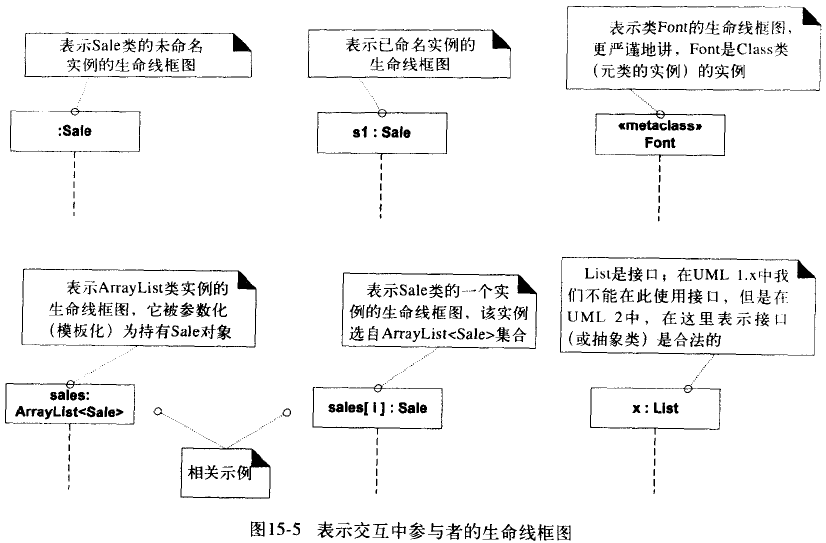 表示Sale类的未命名
实例的生命线框图
:Sale
表示已命名实例的
生命线框图
s1 : Sale
表示类Font的生命线框图，
更严谨地讲，Font是Class类
（元类的实例）的实例
«metaclass»
Font
表示ArrayList类实例的
生命线框图，它被参数化
（模板化）为持有Sale对象
sales:
ArrayList<Sale>
表示Sale类的一个实
例的生命线框图，该实例
选自ArrayList<Sale>集合
sales[ i ] : Sale
List是接口；在UML 1.x中我
们不能在此使用接口，但是在
UML 2中，在这里表示接口
（或抽象类）是合法的
x : List
相关示例
图15-5 表示交互中参与者的生命线框图